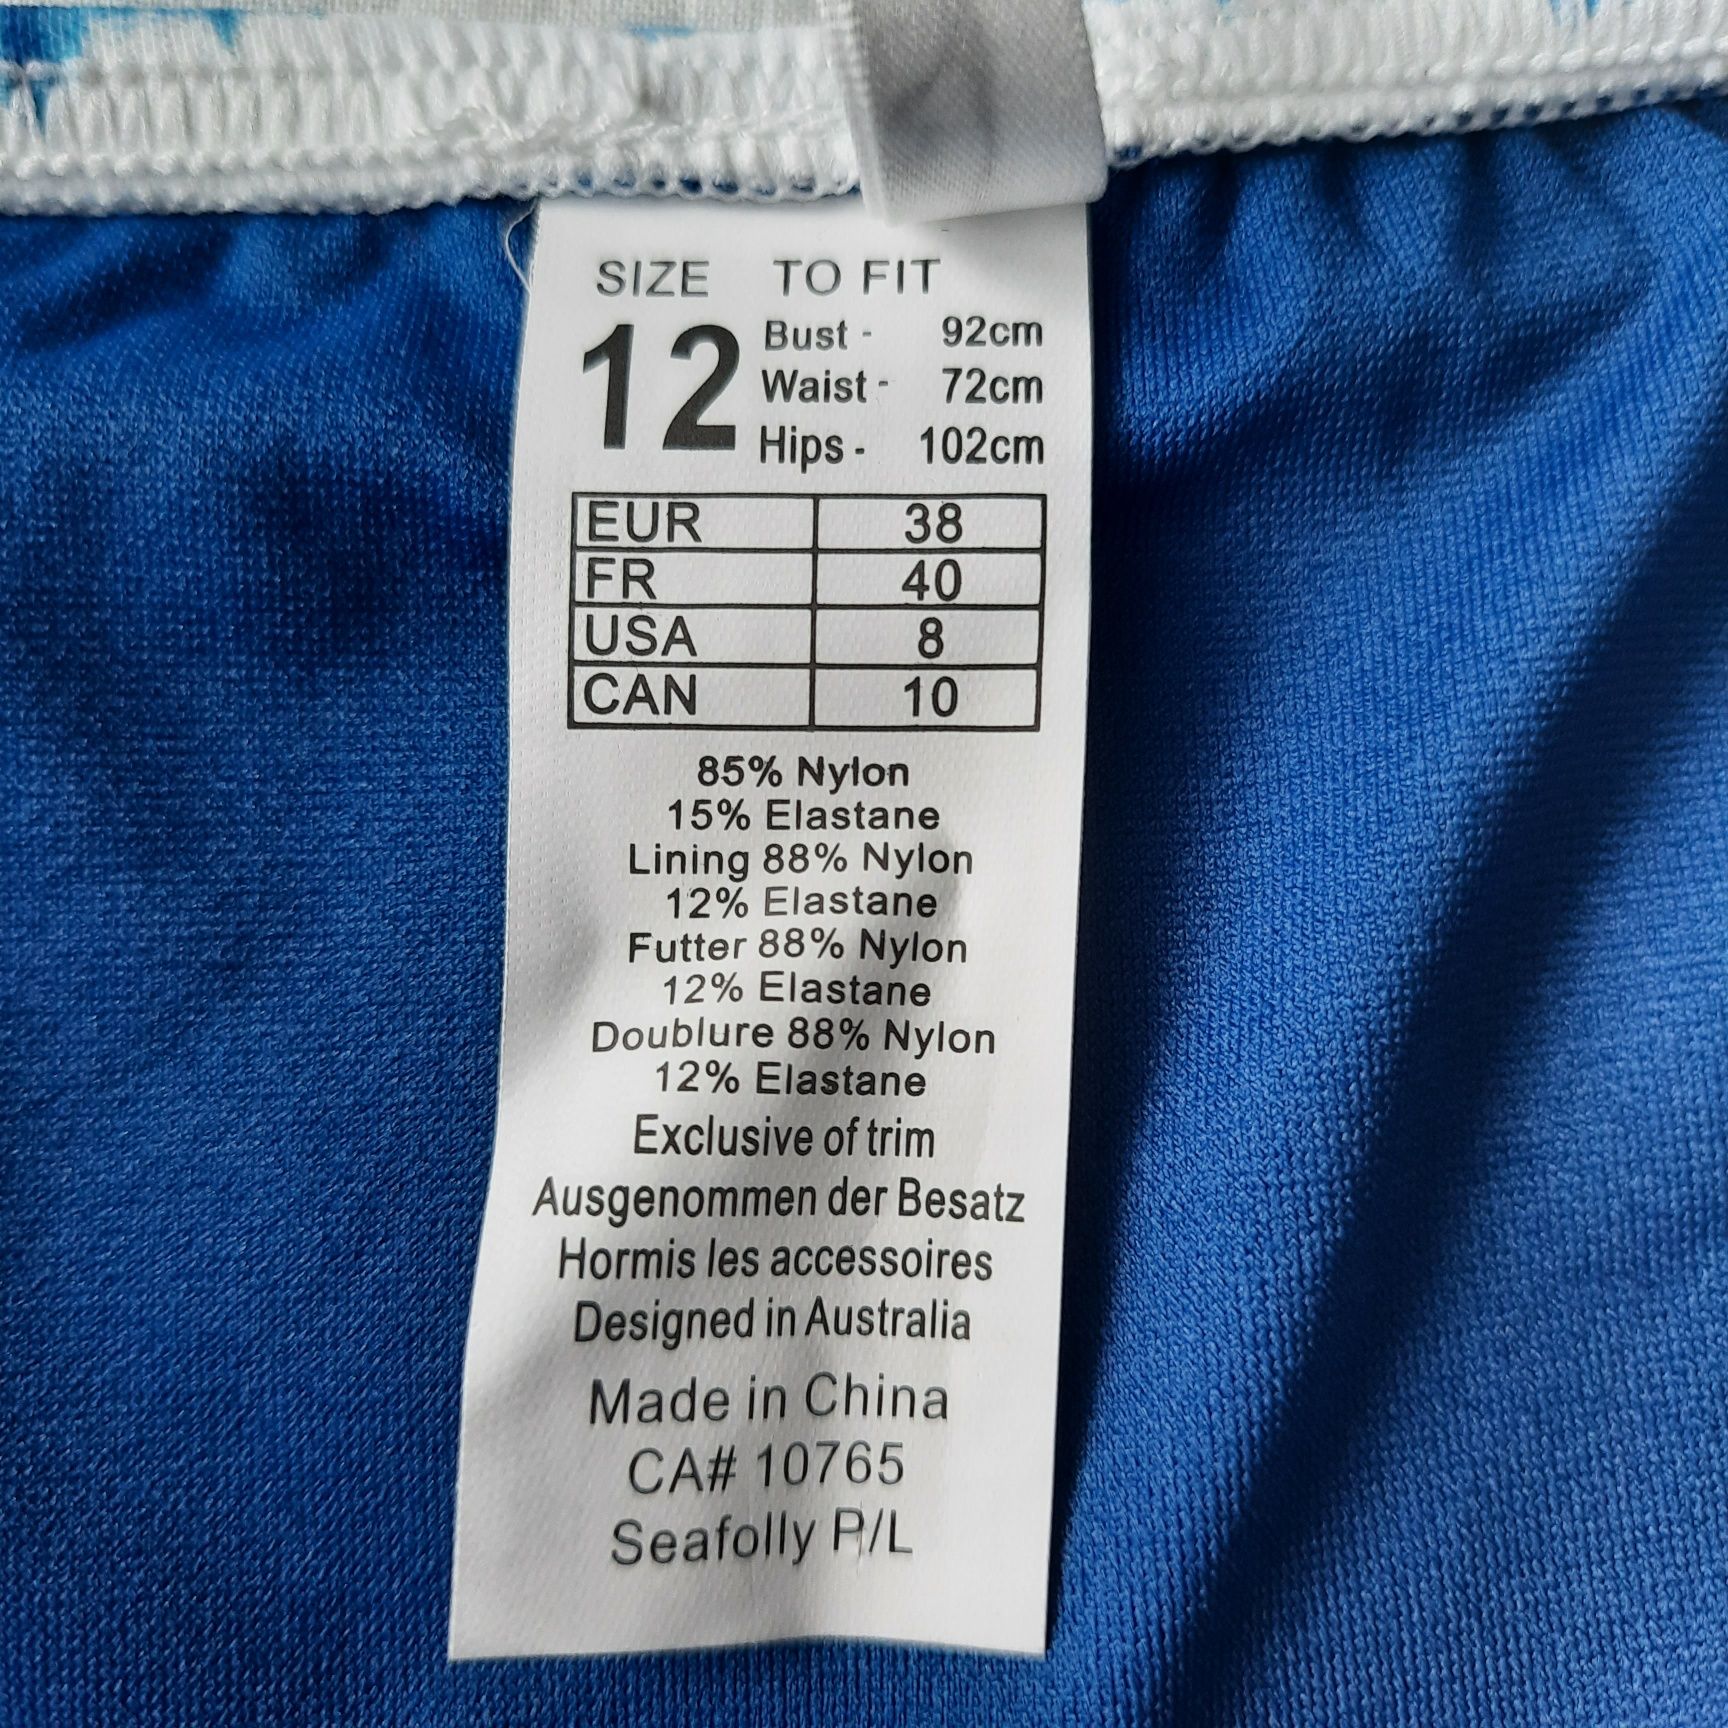 SIZE TO FIT
12 Bust - 92cm
Waist - 72cm
Hips - 102cm
EUR 38
FR 40
USA 8
CAN 10
85% Nylon
15% Elastane
Lining 88% Nylon
12% Elastane
Futter 88% Nylon
12% Elastane
Doublure 88% Nylon
12% Elastane
Exclusive of trim
Ausgenommen der Besatz
Hormis les accessoires
Designed in Australia
Made in China
CA# 10765
Seafolly P/L